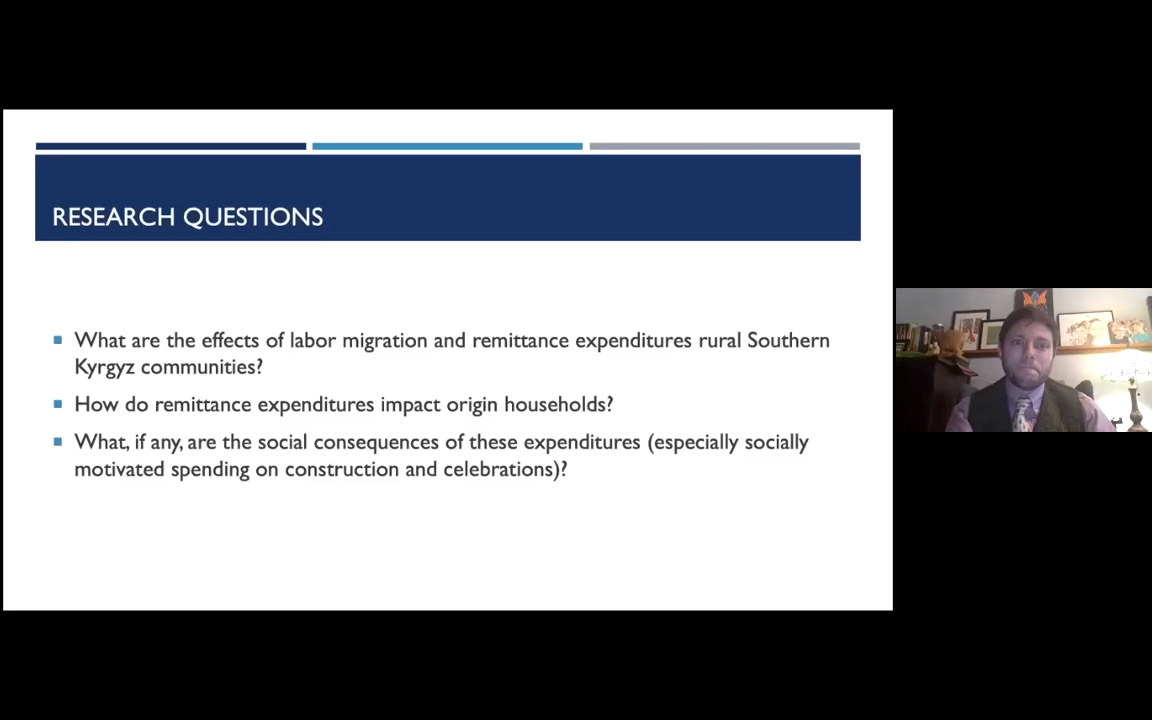 RESEARCH QUESTIONS
What are the effects of labor migration and remittance expenditures rural Southern
Kyrgyz communities?
How do remittance expenditures impact origin households?
What, if any, are the social consequences of these expenditures (especially socially
motivated spending on construction and celebrations)?